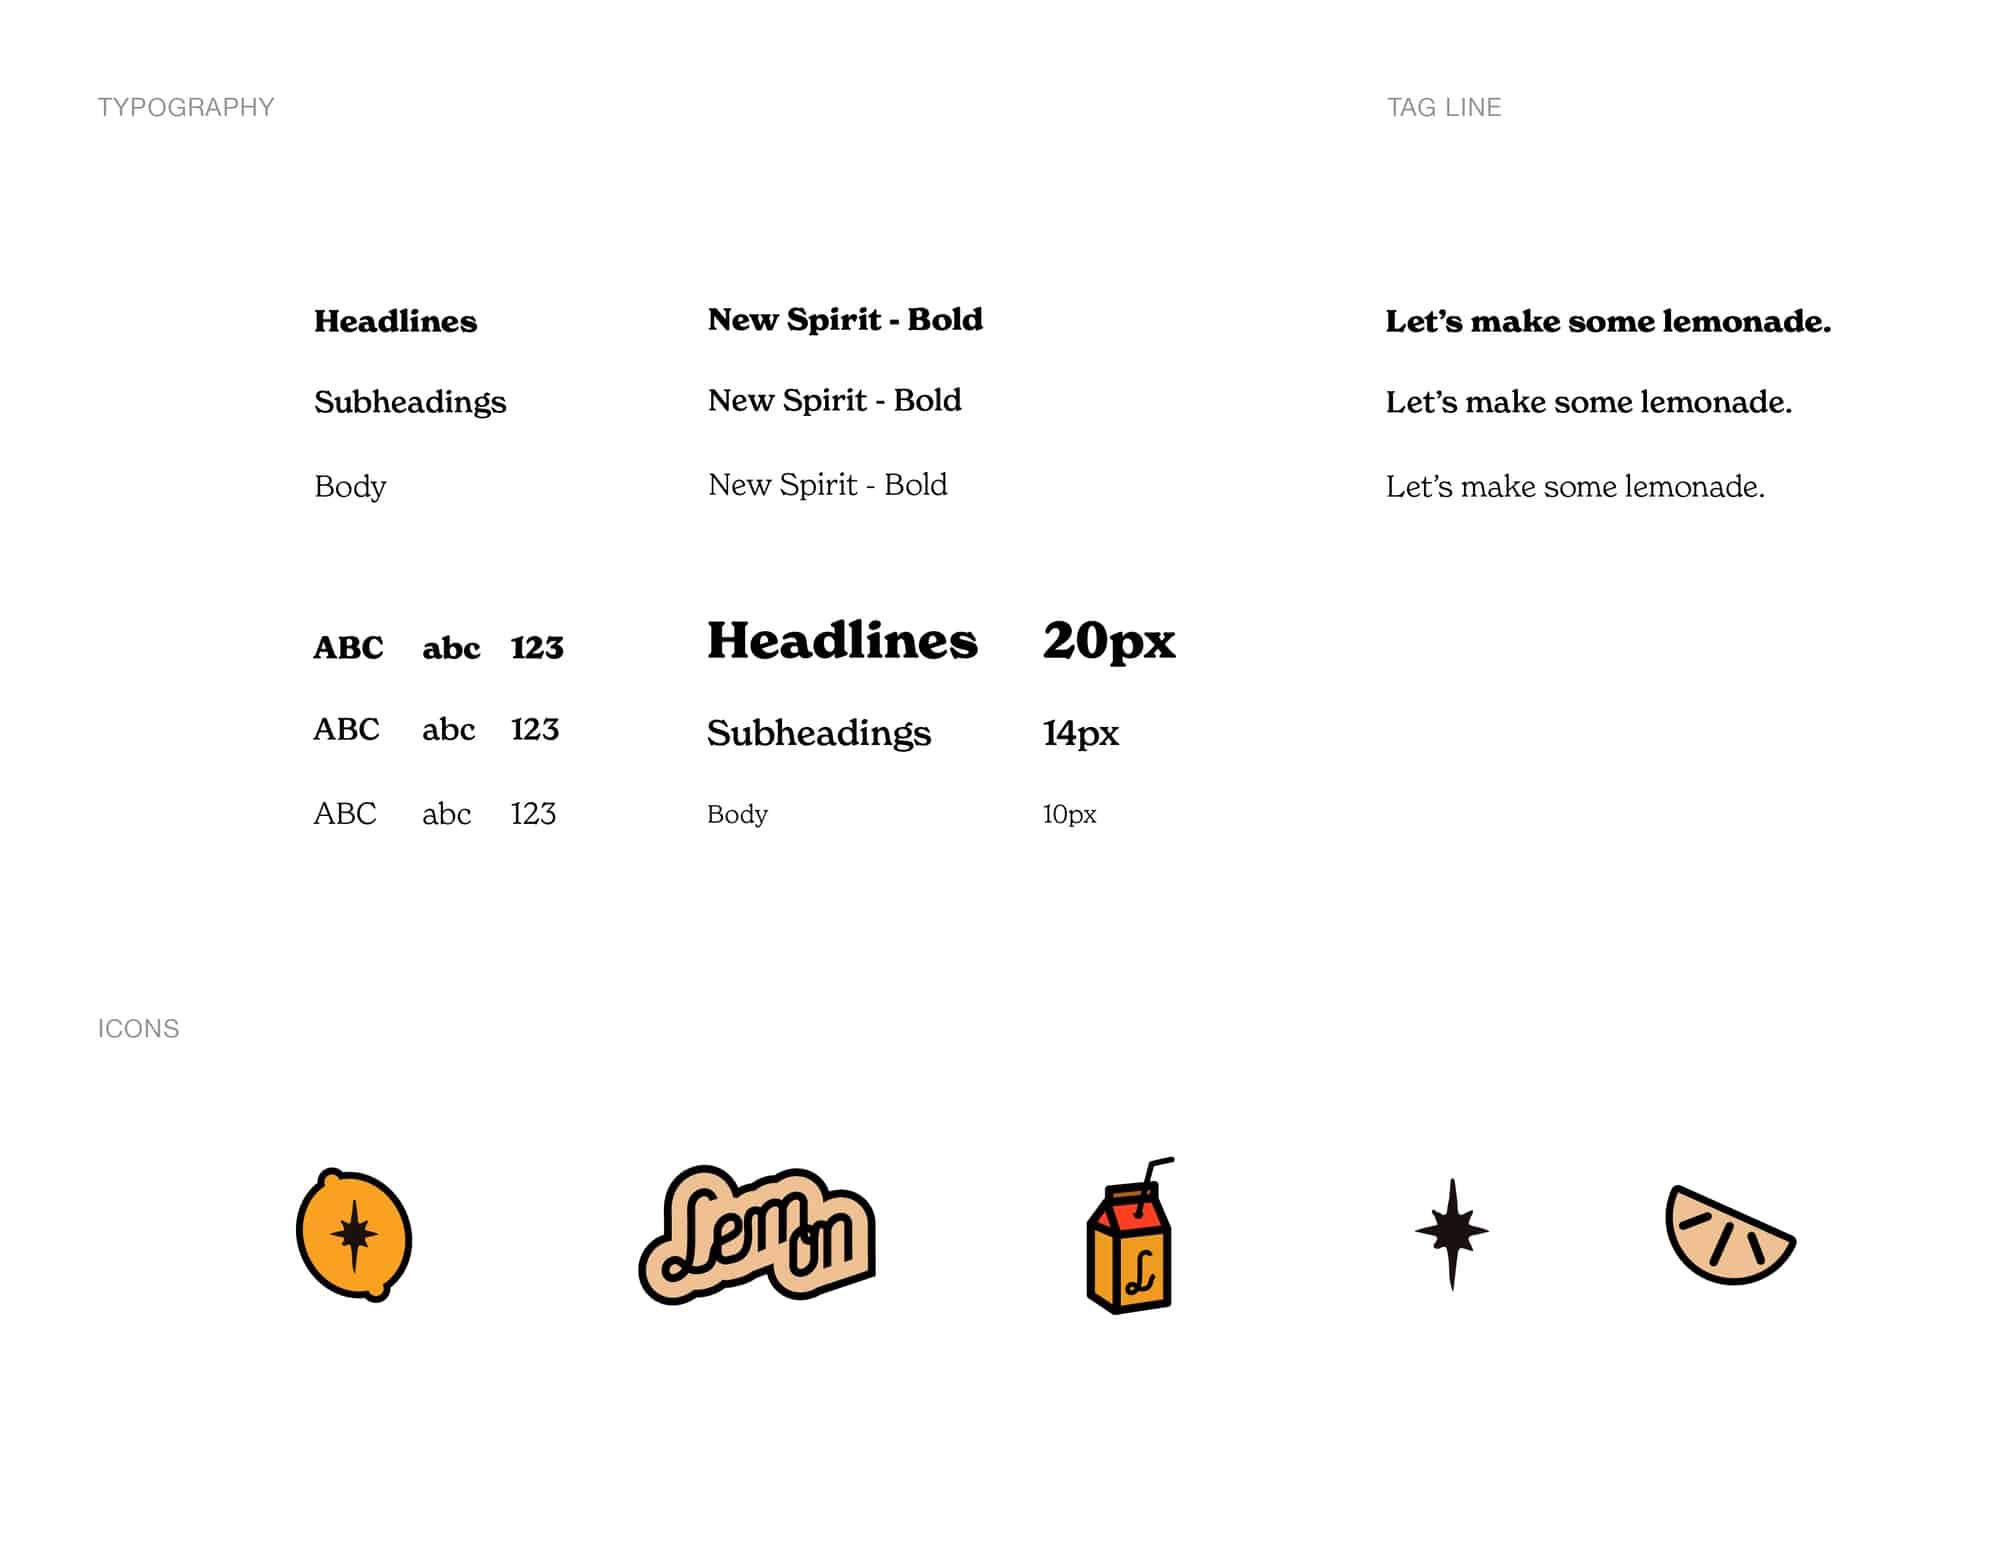 TYPOGRAPHY
TAG LINE
Headlines New Spirit - Bold
Subheadings New Spirit - Bold
Body New Spirit - Bold
Let’s make some lemonade.
Let’s make some lemonade.
Let’s make some lemonade.
ABC abc 123
ABC abc 123
ABC abc 123
Headlines 20px
Subheadings 14px
Body 10px
ICONS
Lemon
L